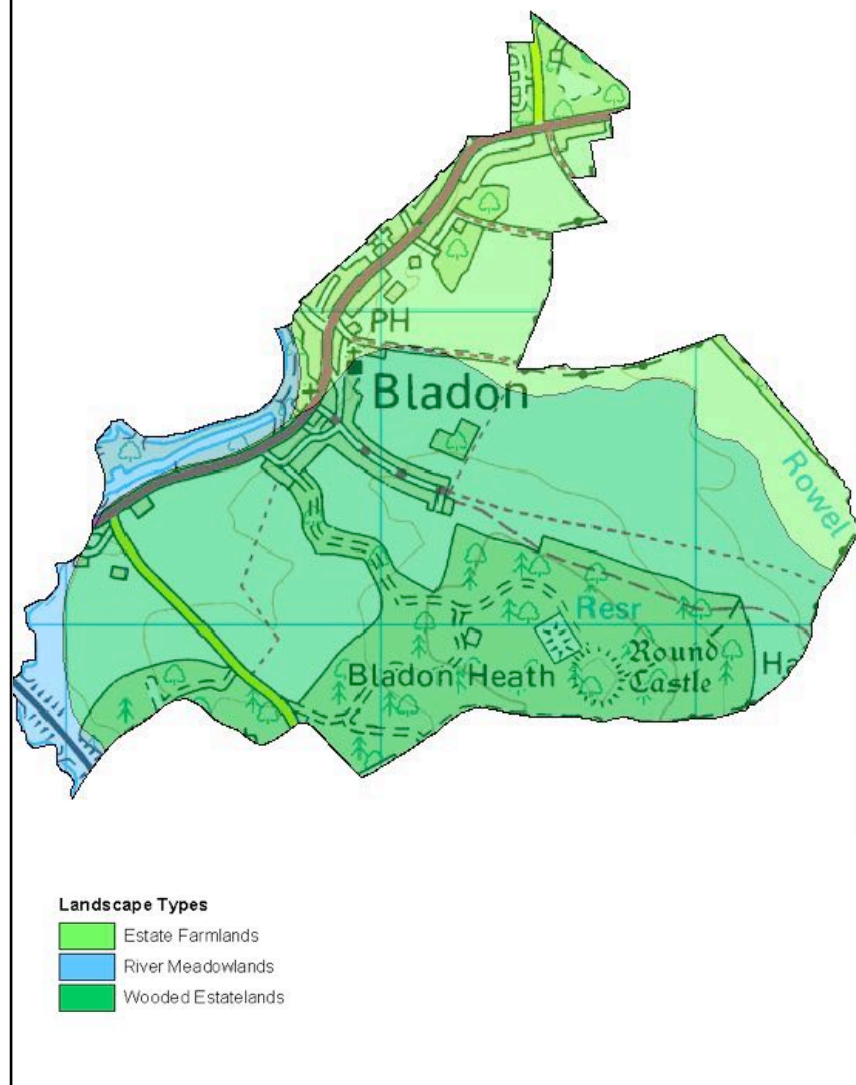 PH
Bladon
Rowel
Resr
Round
Castle
Bladon Heath
Ha
Landscape Types
Estate Farmlands
River Meadowlands
Wooded Estatelands